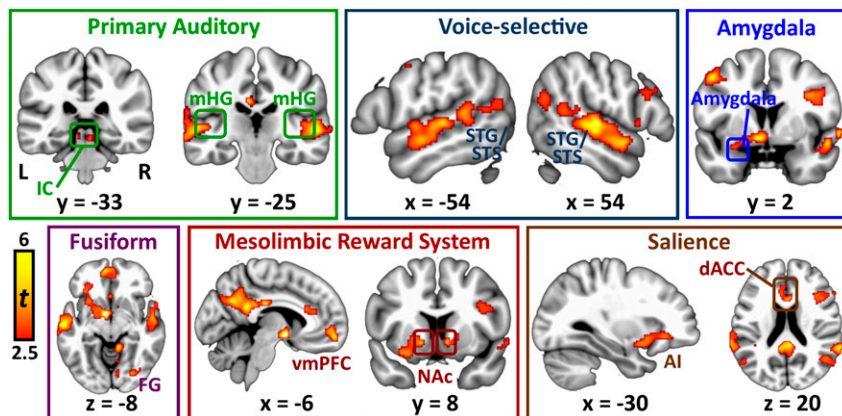 Primary Auditory
mHG mHG
IC
L R
y = -33 y = -25
Voice-selective
STG/
STS
STG/
STS
x = -54 x = 54
Amygdala
Amygdala
y = 2
6
t
2.5
Fusiform
FG
z = -8
Mesolimbic Reward System
vmPFC
NAc
x = -6 y = 8
Salience
dACC
AI
x = -30 z = 20